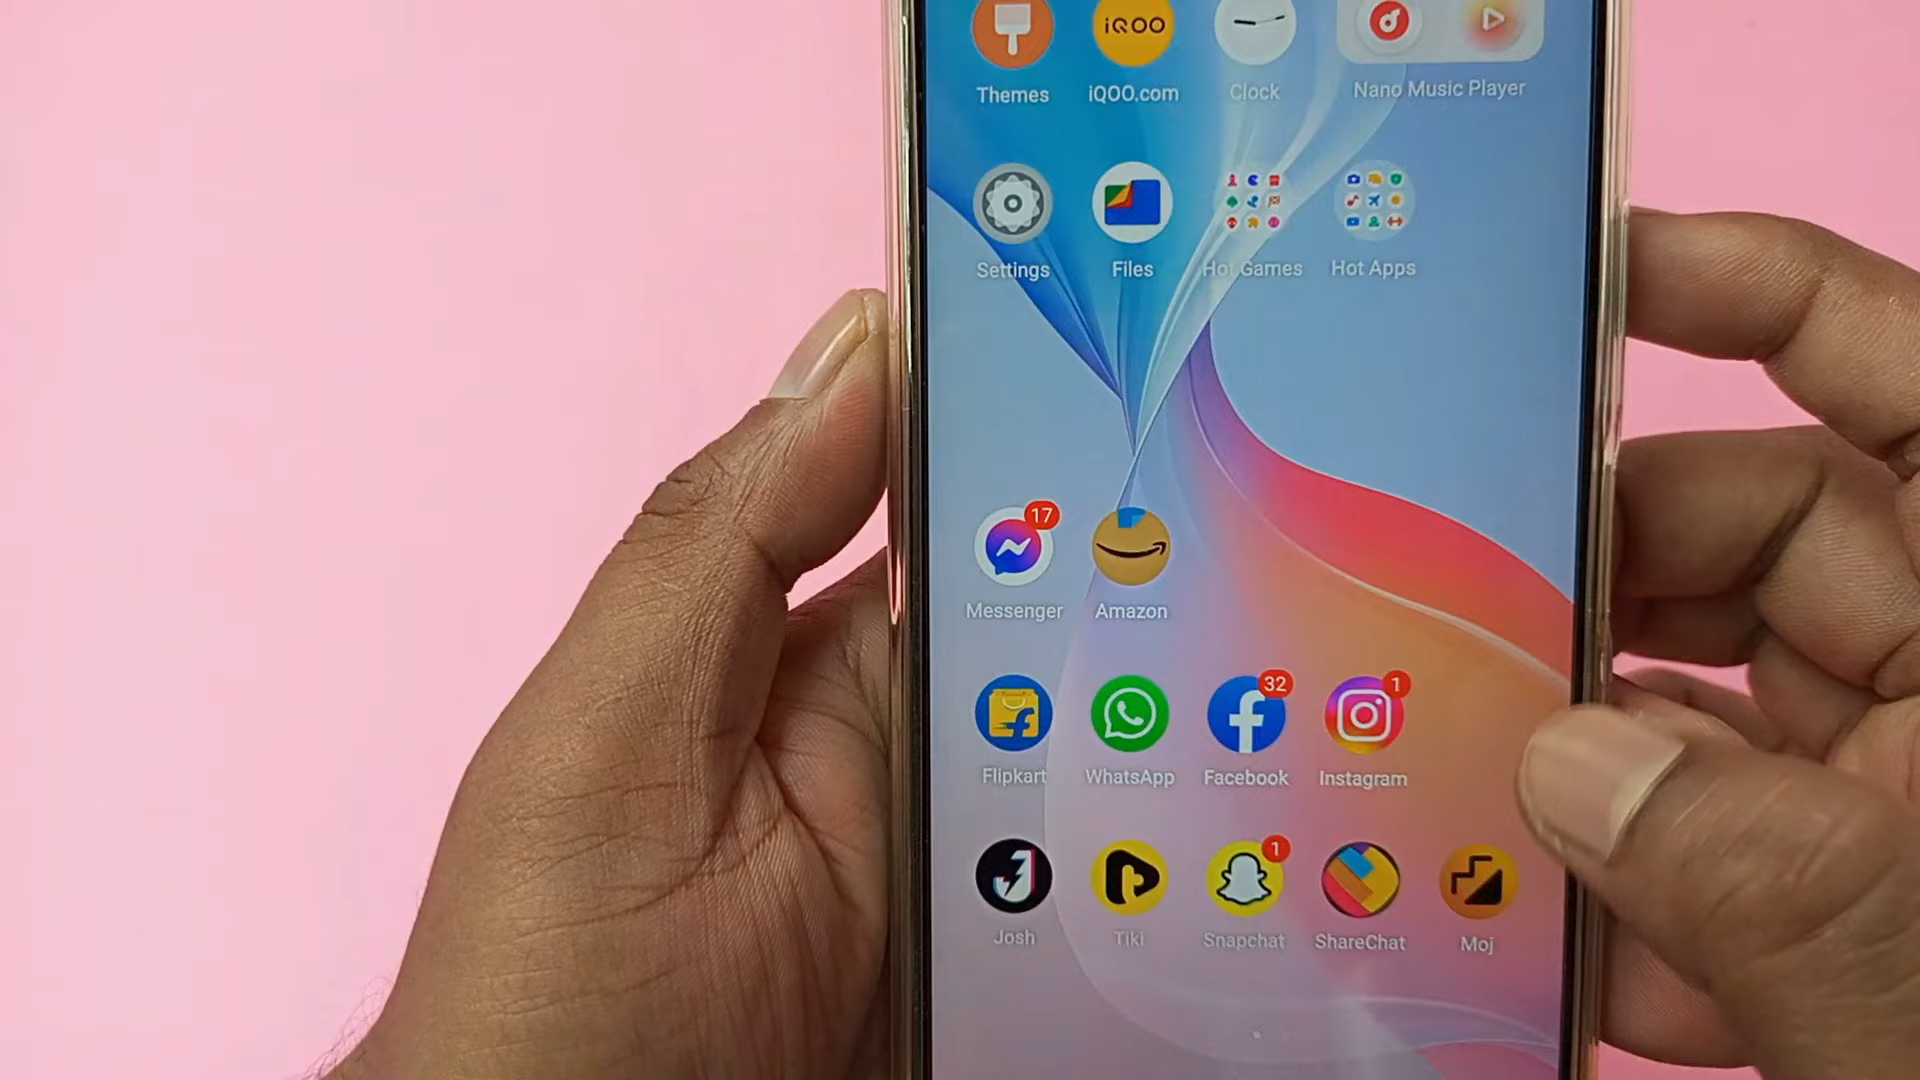 iQOO
Themes iQOO.com Clock Nano Music Player
Settings Files Hot Games Hot Apps
17
Messenger Amazon
32 1
Flipkart WhatsApp Facebook Instagram
1
Josh Tiki Snapchat ShareChat Moj